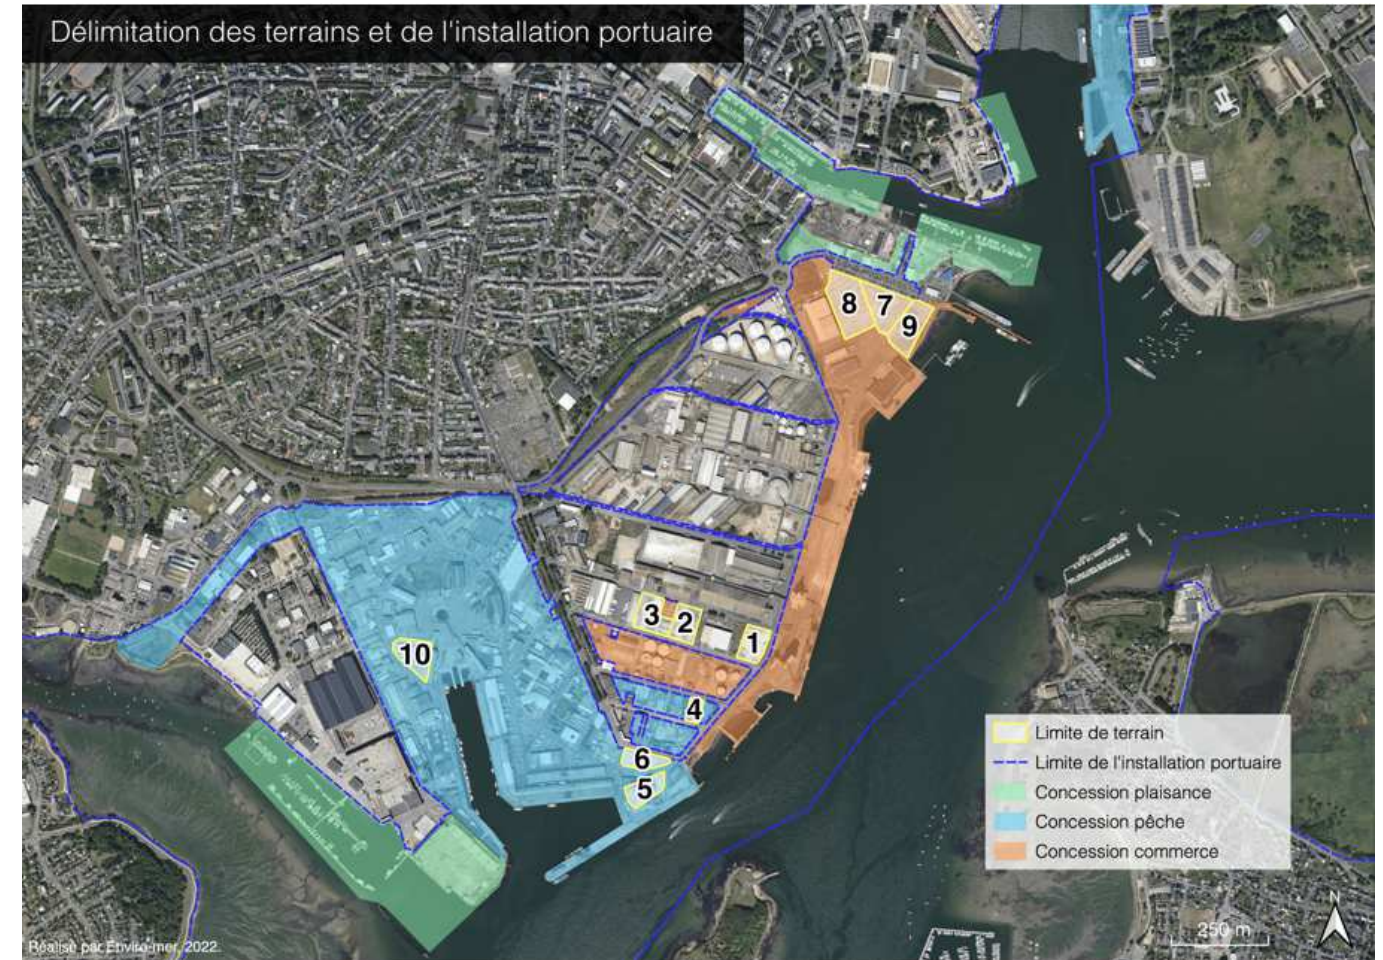 Délimitation des terrains et de l'installation portuaire
8
7
9
3
2
1
10
4
6
5
Limite de terrain
Limite de l'installation portuaire
Concession plaisance
Concession pêche
Concession commerce
N
250 m
Réalisé par Enviro-mer, 2022.